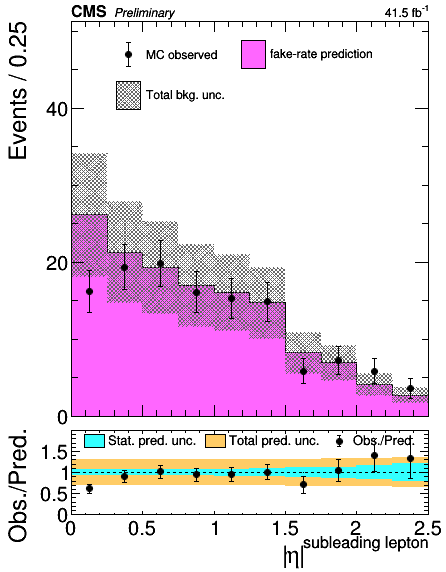 CMS Preliminary 41.5 fb⁻¹
MC observed fake-rate prediction
Total bkg. unc.
Events / 0.25
40
20
0
Stat. pred. unc. Total pred. unc. Obs./Pred.
Obs./Pred.
1.5
1
0.5
0
0 0.5 1 1.5 2 2.5
|η|subleading lepton